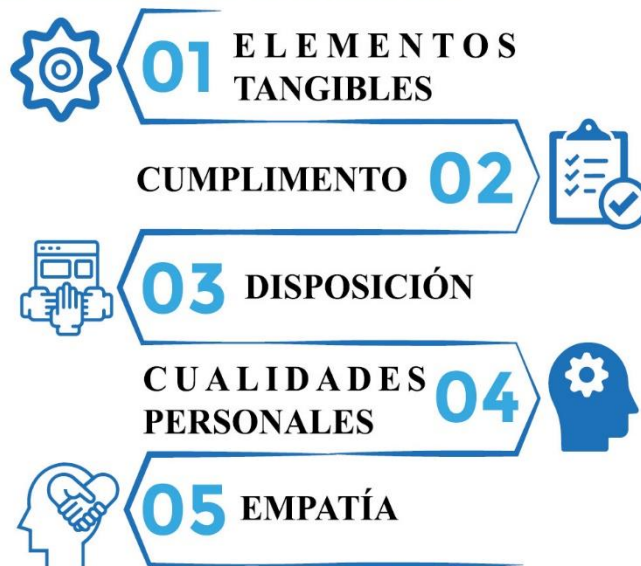 01 ELEMENTOS
TANGIBLES
CUMPLIMENTO 02
03 DISPOSICIÓN
CUALIDADES
PERSONALES 04
05 EMPATÍA